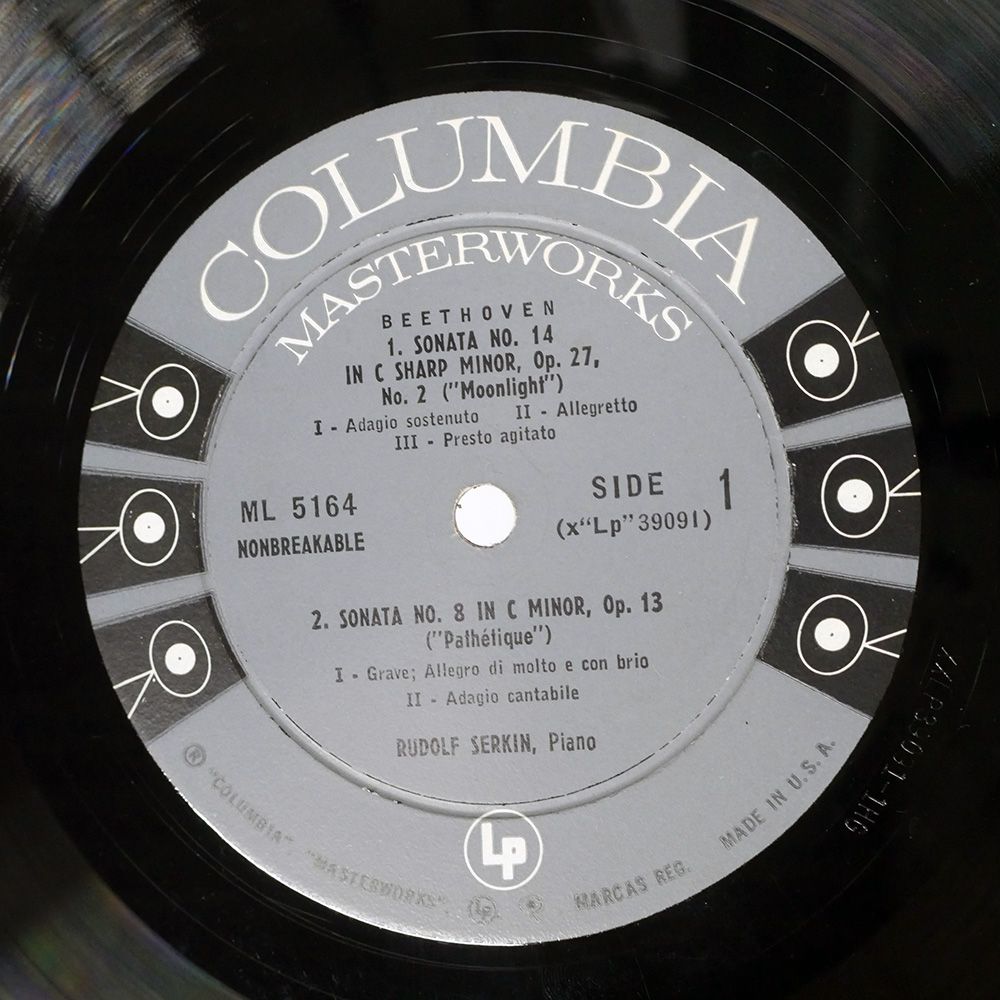 COLUMBIA
MASTERWORKS
BEETHOVEN
1. SONATA NO. 14
IN C SHARP MINOR, Op. 27,
No. 2 ("Moonlight")
I - Adagio sostenuto II - Allegretto
III - Presto agitato
ML 5164
NONBREAKABLE
SIDE 1
(x“Lp”39091)
2. SONATA NO. 8 IN C MINOR, Op. 13
("Pathétique")
I - Grave; Allegro di molto e con brio
II - Adagio cantabile
RUDOLF SERKIN, Piano
Lp
® "COLUMBIA", "MASTERWORKS", Lp MARCAS REG. MADE IN U.S.A.